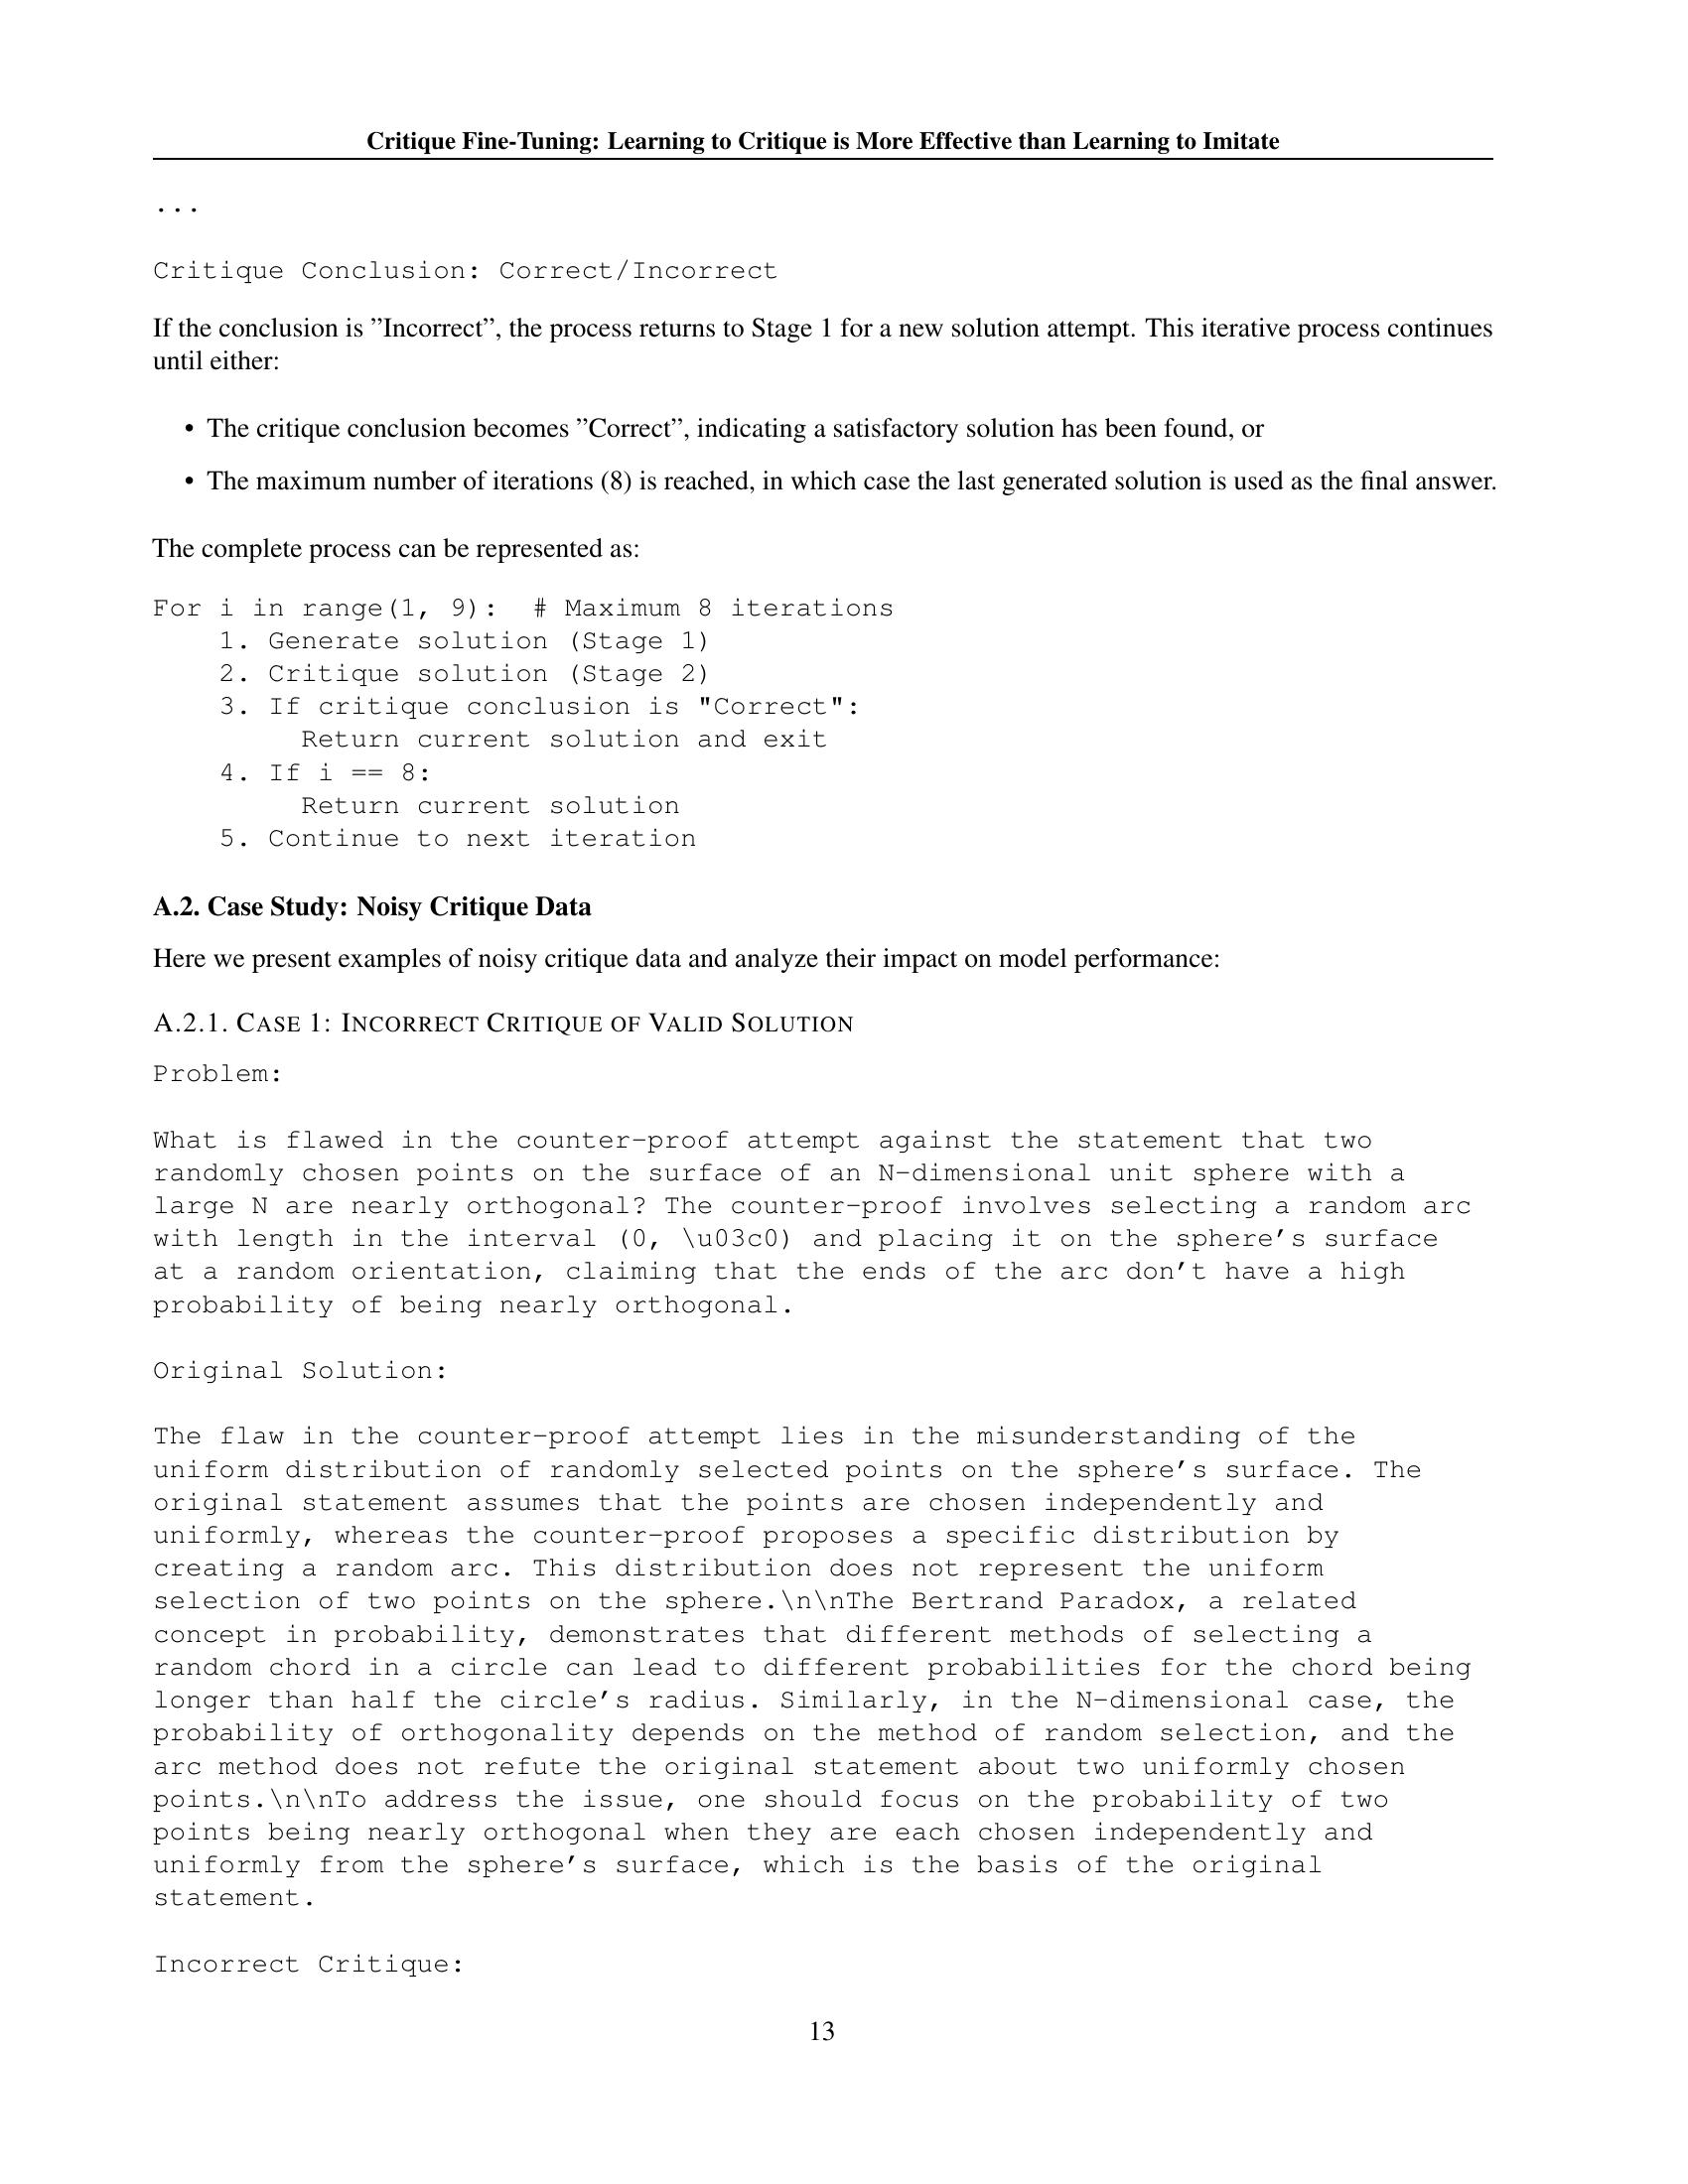 Critique Fine-Tuning: Learning to Critique is More Effective than Learning to Imitate
...
Critique Conclusion: Correct/Incorrect
If the conclusion is ”Incorrect”, the process returns to Stage 1 for a new solution attempt. This iterative process continues
until either:
• The critique conclusion becomes ”Correct”, indicating a satisfactory solution has been found, or
• The maximum number of iterations (8) is reached, in which case the last generated solution is used as the final answer.
The complete process can be represented as:
For i in range(1, 9):  # Maximum 8 iterations
    1. Generate solution (Stage 1)
    2. Critique solution (Stage 2)
    3. If critique conclusion is "Correct":
         Return current solution and exit
    4. If i == 8:
         Return current solution
    5. Continue to next iteration
A.2. Case Study: Noisy Critique Data
Here we present examples of noisy critique data and analyze their impact on model performance:
A.2.1. CASE 1: INCORRECT CRITIQUE OF VALID SOLUTION
Problem:
What is flawed in the counter-proof attempt against the statement that two
randomly chosen points on the surface of an N-dimensional unit sphere with a
large N are nearly orthogonal? The counter-proof involves selecting a random arc
with length in the interval (0, \u03c0) and placing it on the sphere’s surface
at a random orientation, claiming that the ends of the arc don’t have a high
probability of being nearly orthogonal.
Original Solution:
The flaw in the counter-proof attempt lies in the misunderstanding of the
uniform distribution of randomly selected points on the sphere’s surface. The
original statement assumes that the points are chosen independently and
uniformly, whereas the counter-proof proposes a specific distribution by
creating a random arc. This distribution does not represent the uniform
selection of two points on the sphere.\n\nThe Bertrand Paradox, a related
concept in probability, demonstrates that different methods of selecting a
random chord in a circle can lead to different probabilities for the chord being
longer than half the circle’s radius. Similarly, in the N-dimensional case, the
probability of orthogonality depends on the method of random selection, and the
arc method does not refute the original statement about two uniformly chosen
points.\n\nTo address the issue, one should focus on the probability of two
points being nearly orthogonal when they are each chosen independently and
uniformly from the sphere’s surface, which is the basis of the original
statement.
Incorrect Critique:
13